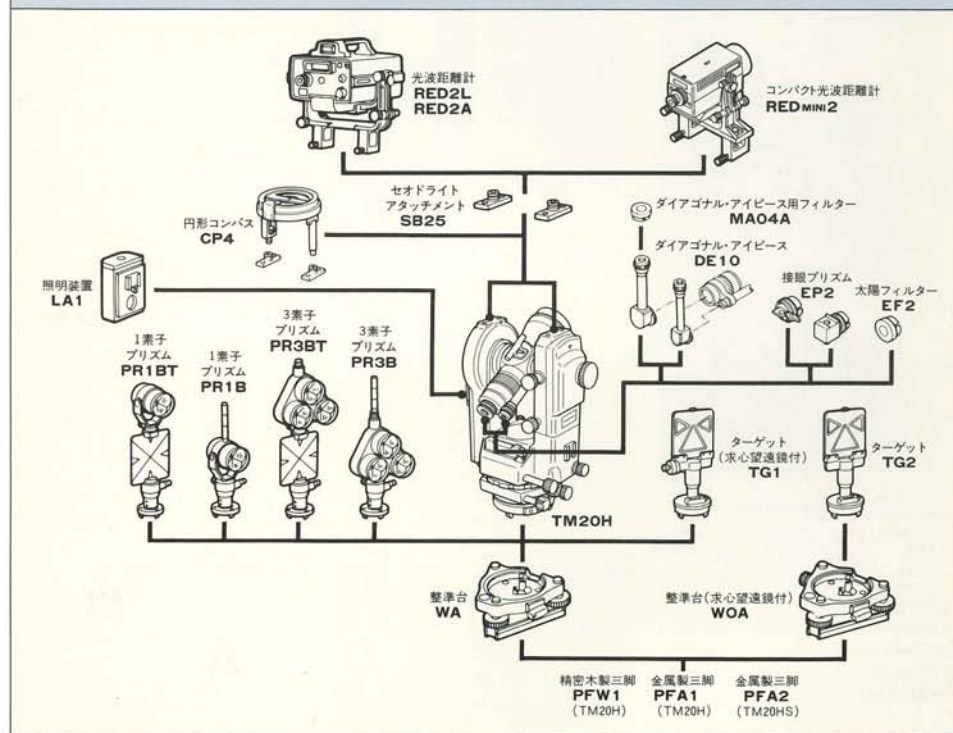 光波距離計
RED2L
RED2A
コンパクト光波距離計
RED MINI2
セオドライト
アタッチメント
SB25
ダイアゴナル・アイピース用フィルター
MA04A
円形コンパス
CP4
ダイアゴナル・アイピース
DE10
接眼プリズム
EP2
太陽フィルター
EF2
照明装置
LA1
1素子
プリズム
PR1BT
1素子
プリズム
PR1B
3素子
プリズム
PR3BT
3素子
プリズム
PR3B
ターゲット
(求心望遠鏡付)
TG1
ターゲット
TG2
TM20H
整準台
WA
整準台(求心望遠鏡付)
WOA
精密木製三脚
PFW1
(TM20H)
金属製三脚
PFA1
(TM20H)
金属製三脚
PFA2
(TM20HS)